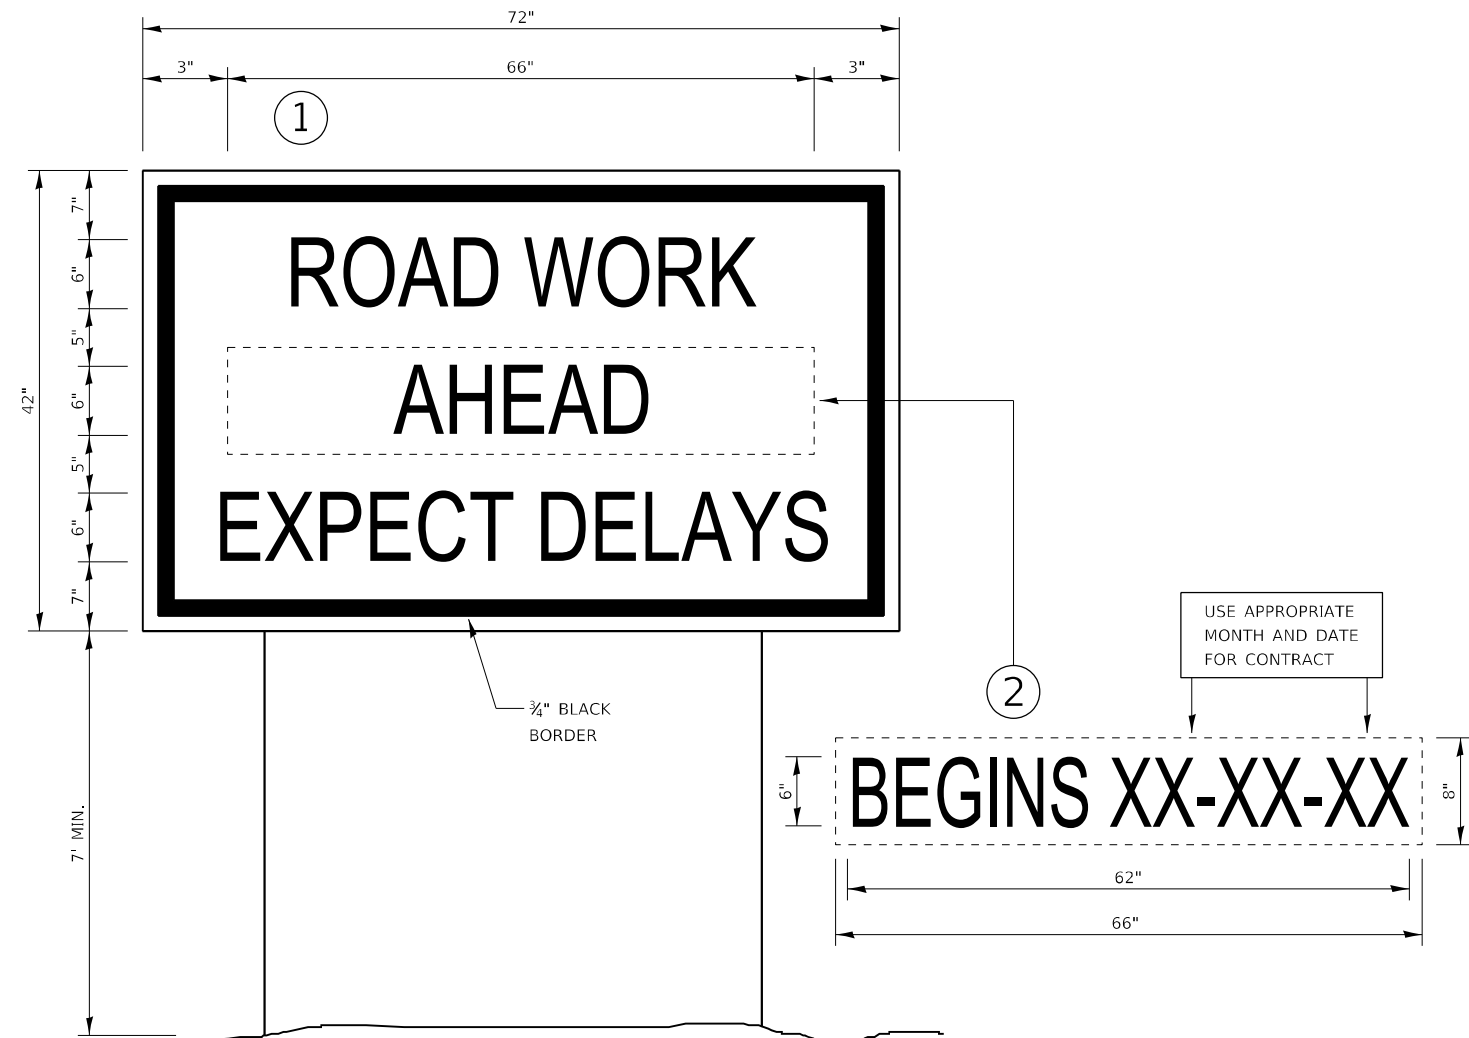 72"
3" 66" 3"
1
7"
6"
5"
6"
5"
6"
7"
42"
7' MIN.
ROAD WORK
AHEAD
EXPECT DELAYS
¾" BLACK
BORDER
2
USE APPROPRIATE
MONTH AND DATE
FOR CONTRACT
6"
BEGINS XX-XX-XX
8"
62"
66"